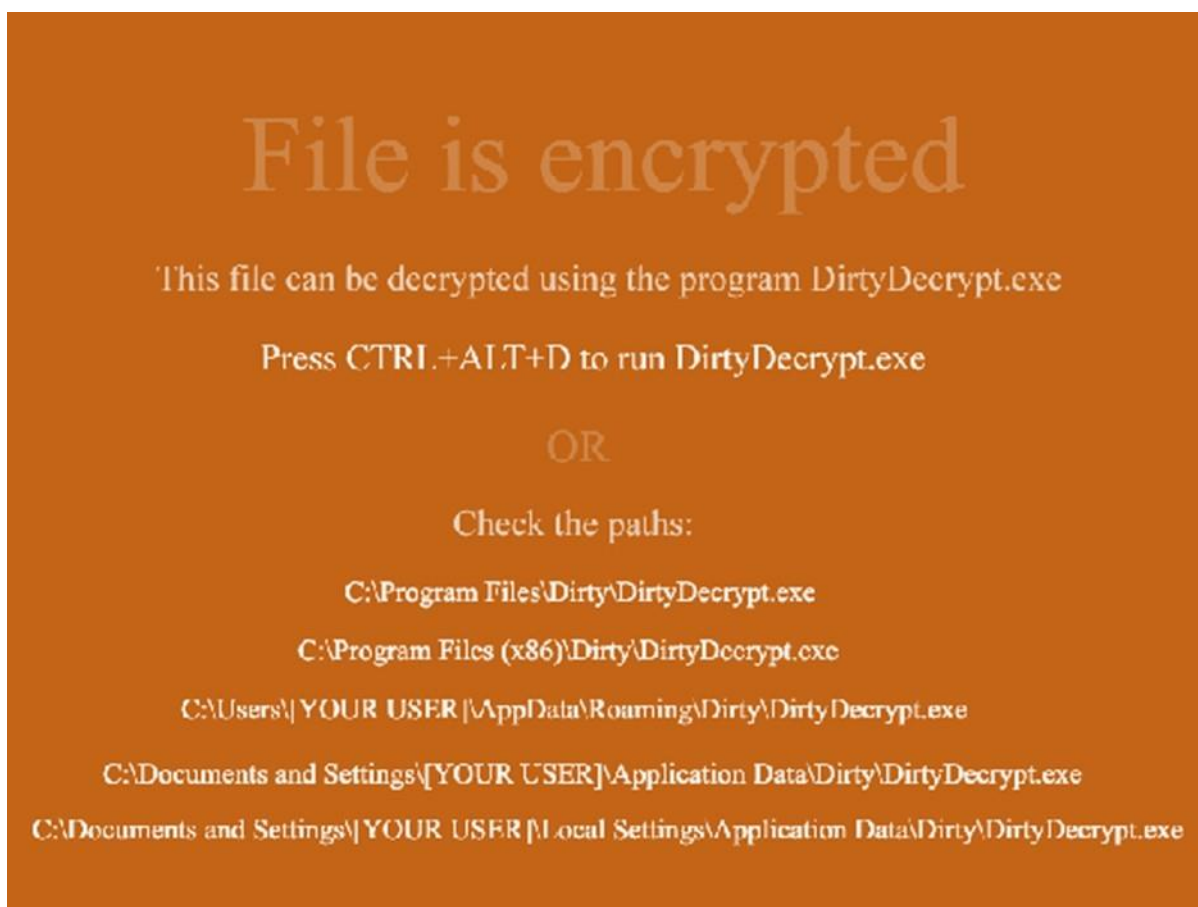 File is encrypted
This file can be decrypted using the program DirtyDecrypt.exe
Press CTRL+ALT+D to run DirtyDecrypt.exe
OR
Check the paths:
C:\Program Files\Dirty\DirtyDecrypt.exe
C:\Program Files (x86)\Dirty\DirtyDecrypt.exe
C:\Users\[YOUR USER]\AppData\Roaming\Dirty\DirtyDecrypt.exe
C:\Documents and Settings\[YOUR USER]\Application Data\Dirty\DirtyDecrypt.exe
C:\Documents and Settings\[YOUR USER]\Local Settings\Application Data\Dirty\DirtyDecrypt.exe